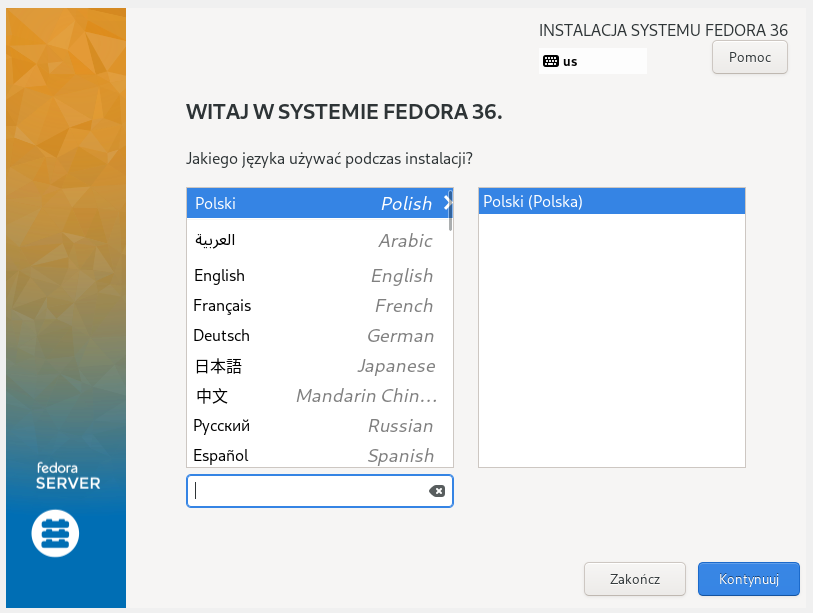 INSTALACJA SYSTEMU FEDORA 36
us
Pomoc
WITAJ W SYSTEMIE FEDORA 36.
Jakiego języka używać podczas instalacji?
Polski Polish
Polski (Polska)
العربية Arabic
English English
Français French
Deutsch German
日本語 Japanese
中文 Mandarin Chin…
Русский Russian
Español Spanish
fedora
SERVER
Zakończ
Kontynuuj